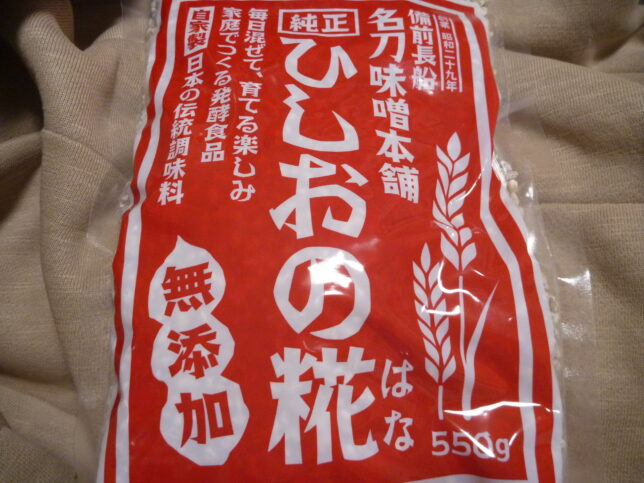 創業 昭和二十九年
備前長船
名刀味噌本舗
純正
ひしおの糀
はな
毎日混ぜて、育てる楽しみ
家庭でつくる発酵食品
自家製 日本の伝統調味料
無添加
550g